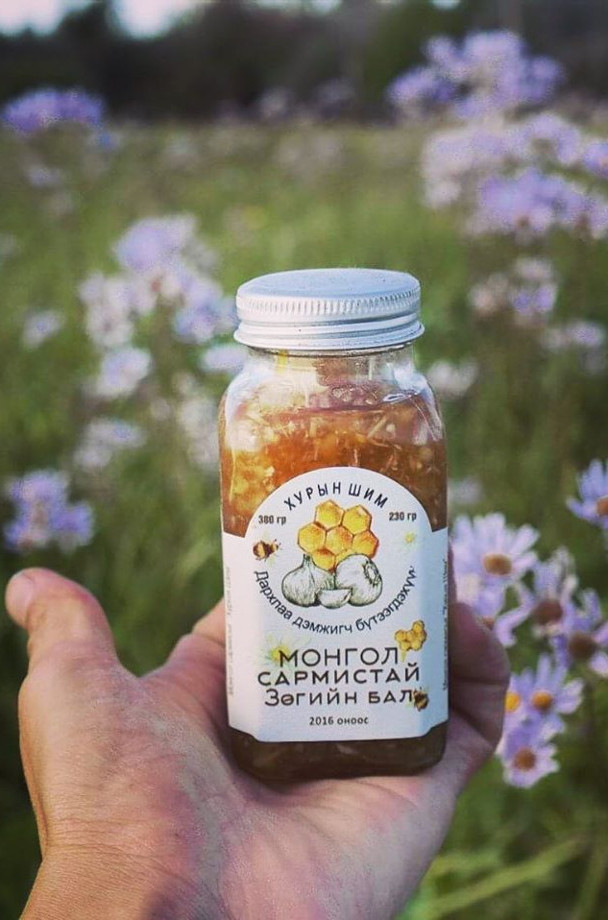 ХУРЫН ШИМ
380 гр
230 гр
Дархлаа дэмжигч бүтээгдэхүүн
МОНГОЛ
САРМИСТАЙ
ЗӨГИЙН БАЛ
2016 оноос